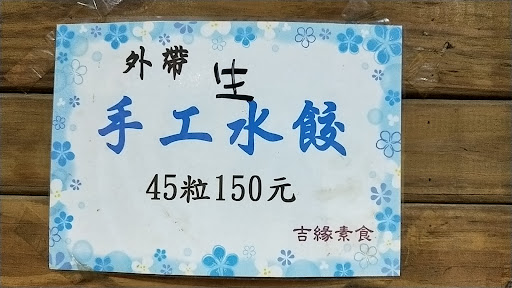 外帶 生
手工水餃
45粒150元
吉緣素食